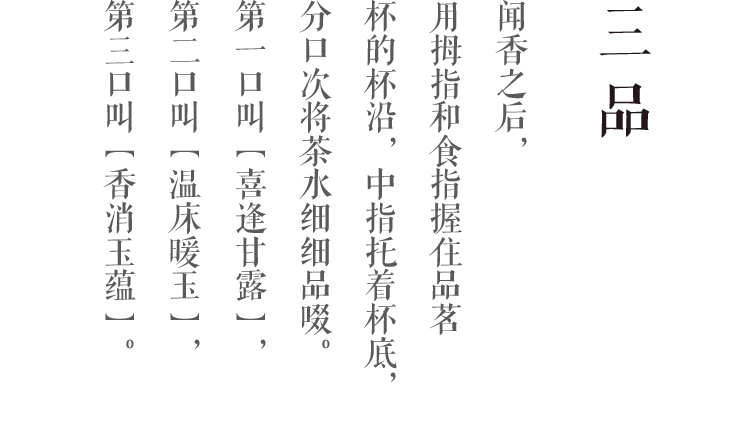 三品
闻香之后，
用拇指和食指握住品茗
杯的杯沿，中指托着杯底，
分口次将茶水细细品啜。
第一口叫【喜逢甘露】，
第二口叫【温床暖玉】，
第三口叫【香消玉蕴】。